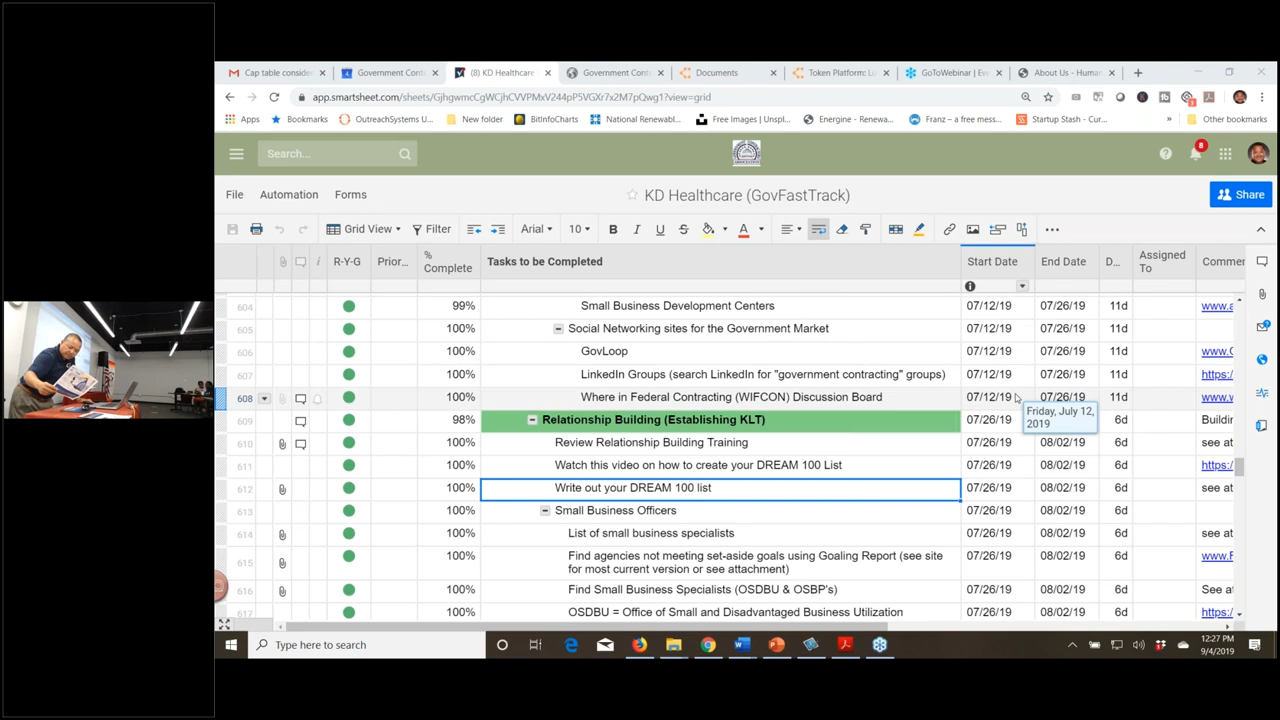 Cap table consider
Government Conti
(8) KD Healthcare
Government Cont
Documents
Token Platform: Li
GoToWebinar | Eve
About Us - Human
app.smartsheet.com/sheets/GjhgwmcCgWCjhCVVPMxV244pP5VGXr7x2M7pQwg1?view=grid
Apps
Bookmarks
OutreachSystems U...
New folder
BitInfoCharts
National Renewabl...
Free Images | Unspl...
Energine - Renewa...
Franz – a free mess...
Startup Stash - Cur...
Other bookmarks
Search...
8
File Automation Forms
KD Healthcare (GovFastTrack)
Share
Grid View Filter Arial 10 B I U S A
R-Y-G Prior... % Complete Tasks to be Completed Start Date End Date D... Assigned To Commer
604 99% Small Business Development Centers 07/12/19 07/26/19 11d www.a
605 100% Social Networking sites for the Government Market 07/12/19 07/26/19 11d
606 100% GovLoop 07/12/19 07/26/19 11d www.G
607 100% LinkedIn Groups (search LinkedIn for "government contracting" groups) 07/12/19 07/26/19 11d https:/
608 100% Where in Federal Contracting (WIFCON) Discussion Board 07/12/19 07/26/19 11d www.w
Friday, July 12,
2019
609 98% Relationship Building (Establishing KLT) 07/26/19 Buildir
610 100% Review Relationship Building Training 07/26/19 08/02/19 6d see at
611 100% Watch this video on how to create your DREAM 100 List 07/26/19 08/02/19 6d https:/
612 100% Write out your DREAM 100 list 07/26/19 08/02/19 6d see at
613 100% Small Business Officers 07/26/19 08/02/19 6d
614 100% List of small business specialists 07/26/19 08/02/19 6d see at
615 100% Find agencies not meeting set-aside goals using Goaling Report (see site 07/26/19 08/02/19 6d www.F
for most current version or see attachment)
616 100% Find Small Business Specialists (OSDBU & OSBP's) 07/26/19 08/02/19 6d See at
617 100% OSDBU = Office of Small and Disadvantaged Business Utilization 07/26/19 08/02/19 6d https:/
Type here to search
12:27 PM
9/4/2019